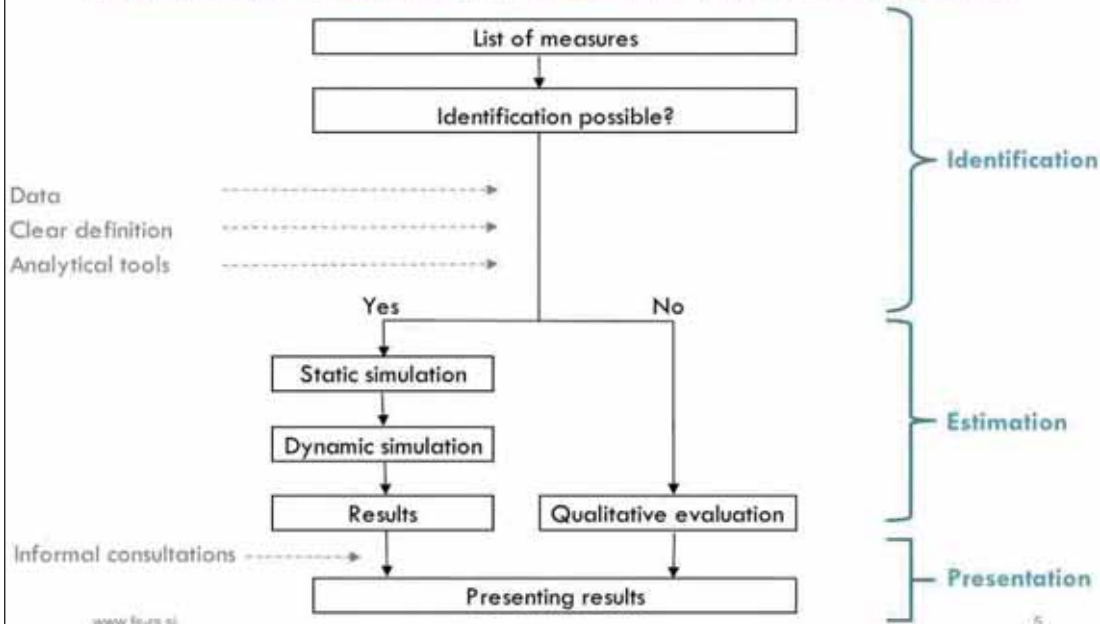 List of measures
Identification possible?
Identification
Data
Clear definition
Analytical tools
Yes
No
Static simulation
Estimation
Dynamic simulation
Results
Qualitative evaluation
Informal consultations
Presentation
Presenting results
5